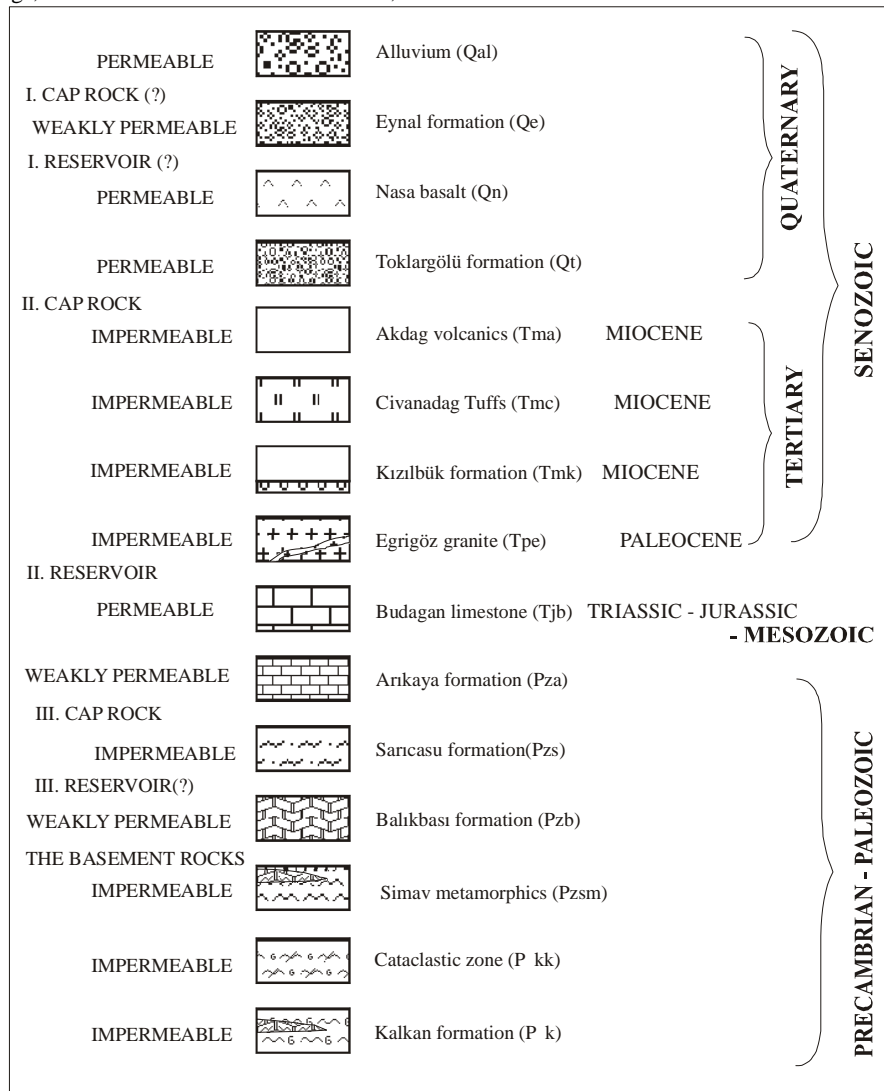 PERMEABLE Alluvium (Qal)
I. CAP ROCK (?)
WEAKLY PERMEABLE Eynal formation (Qe)
I. RESERVOIR (?)
PERMEABLE Nasa basalt (Qn)
PERMEABLE Toklargölü formation (Qt)
QUATERNARY
II. CAP ROCK
IMPERMEABLE Akdag volcanics (Tma) MIOCENE
IMPERMEABLE Civanadag Tuffs (Tmc) MIOCENE
IMPERMEABLE Kızılbük formation (Tmk) MIOCENE
IMPERMEABLE Egrigöz granite (Tpe) PALEOCENE
TERTIARY
SENOZOIC
II. RESERVOIR
PERMEABLE Budagan limestone (Tjb) TRIASSIC - JURASSIC
- MESOZOIC
WEAKLY PERMEABLE Arıkaya formation (Pza)
III. CAP ROCK
IMPERMEABLE Sarıcasu formation(Pzs)
III. RESERVOIR(?)
WEAKLY PERMEABLE Balıkbası formation (Pzb)
THE BASEMENT ROCKS
IMPERMEABLE Simav metamorphics (Pzsm)
IMPERMEABLE Cataclastic zone (P kk)
IMPERMEABLE Kalkan formation (P k)
PRECAMBRIAN - PALEOZOIC